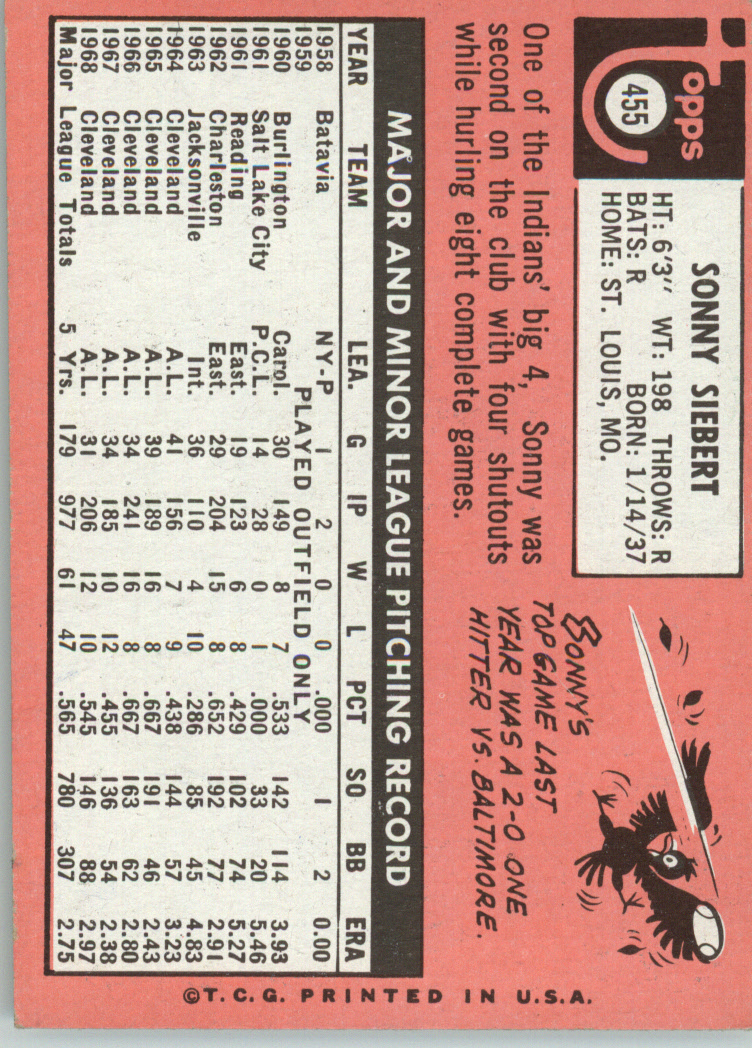 Topps
455
SONNY SIEBERT
HT: 6'3" WT: 198 THROWS: R
BATS: R BORN: 1/14/37
HOME: ST. LOUIS, MO.
One of the Indians' big 4, Sonny was
second on the club with four shutouts
while hurling eight complete games.
SONNY'S
TOP GAME LAST
YEAR WAS A 2-0 ONE
HITTER VS. BALTIMORE.
MAJOR AND MINOR LEAGUE PITCHING RECORD
YEAR TEAM LEA. G IP W L PCT SO BB ERA
1958 Batavia NY-P 1 2 0 0 .000 1 2 0.00
1959 PLAYED OUTFIELD ONLY
1960 Burlington Carol. 30 149 8 7 .533 142 114 3.93
1961 Salt Lake City P.C.L. 14 28 0 1 .000 33 20 5.46
1961 Reading East. 19 123 6 8 .429 102 74 5.27
1962 Charleston East. 29 204 15 8 .652 192 77 2.91
1963 Jacksonville Int. 36 110 4 10 .286 85 45 4.83
1964 Cleveland A.L. 41 156 7 9 .438 144 57 3.23
1965 Cleveland A.L. 39 189 16 8 .667 191 46 2.43
1966 Cleveland A.L. 34 241 16 8 .667 163 62 2.80
1967 Cleveland A.L. 34 185 10 12 .455 136 54 2.38
1968 Cleveland A.L. 31 206 12 10 .545 146 88 2.97
Major League Totals 5 Yrs. 179 977 61 47 .565 780 307 2.75
©T.C.G. PRINTED IN U.S.A.